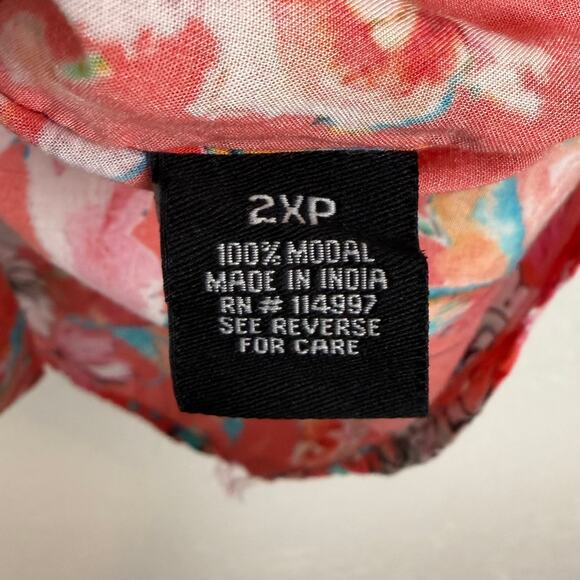 2XP
100% MODAL
MADE IN INDIA
RN # 114997
SEE REVERSE
FOR CARE